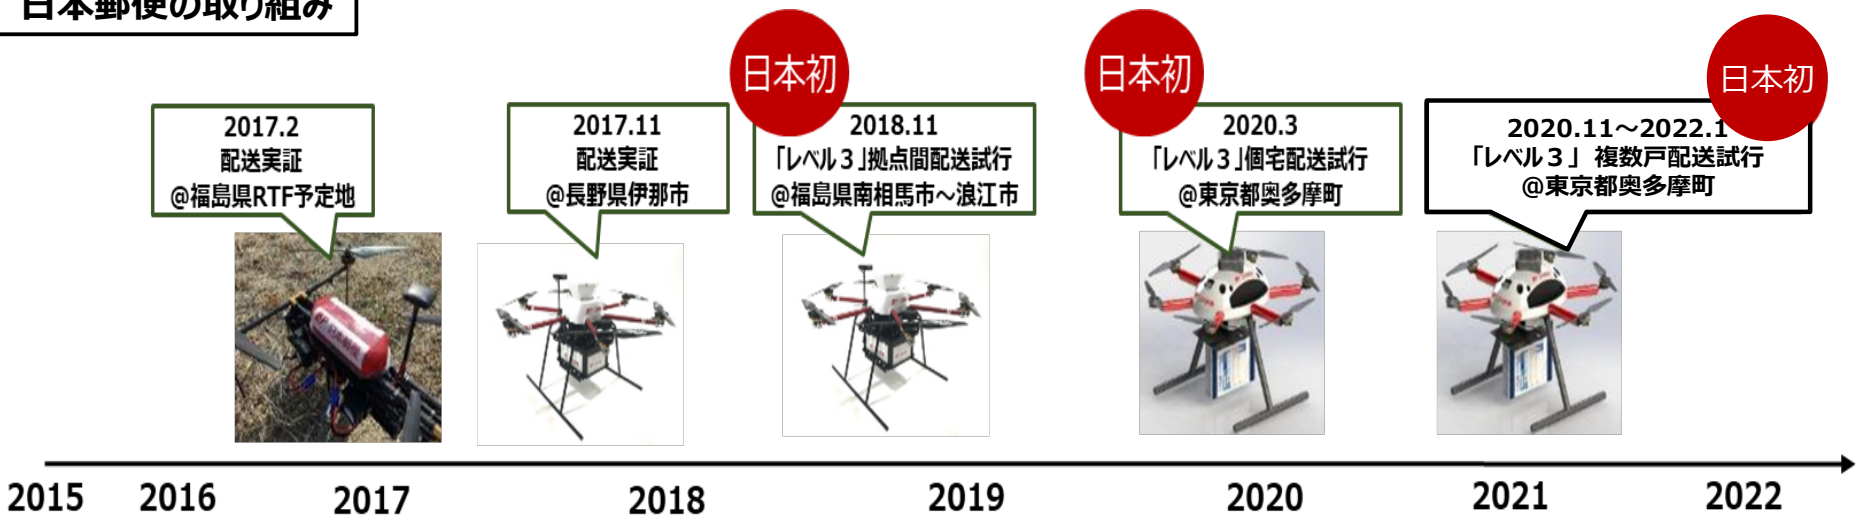 日本郵便の取り組み
2017.2
配送実証
@福島県RTF予定地
2017.11
配送実証
@長野県伊那市
日本初
2018.11
「レベル３」拠点間配送試行
@福島県南相馬市～浪江市
日本初
2020.3
「レベル３」個宅配送試行
@東京都奥多摩町
日本初
2020.11～2022.1
「レベル３」 複数戸配送試行
@東京都奥多摩町
2015
2016
2017
2018
2019
2020
2021
2022